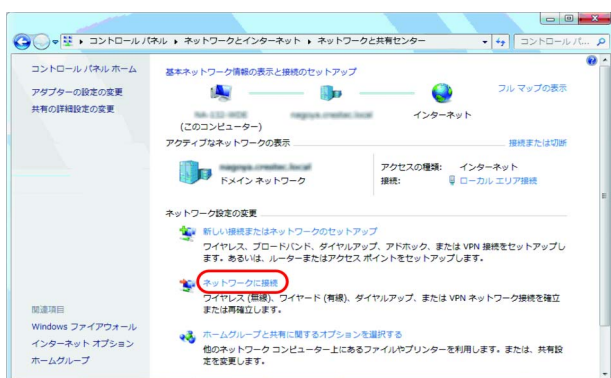 コントロール パネル ▸ ネットワークとインターネット ▸ ネットワークと共有センター
コントロール パ...
コントロール パネル ホーム
アダプターの設定の変更
共有の詳細設定の変更
基本ネットワーク情報の表示と接続のセットアップ
フル マップの表示
インターネット
(このコンピューター)
アクティブなネットワークの表示
接続または切断
ドメイン ネットワーク
アクセスの種類: インターネット
接続: ローカル エリア接続
ネットワーク設定の変更
新しい接続またはネットワークのセットアップ
ワイヤレス、ブロードバンド、ダイヤルアップ、アドホック、または VPN 接続をセットアップし
ます。あるいは、ルーターまたはアクセス ポイントをセットアップします。
ネットワークに接続
ワイヤレス (無線)、ワイヤード (有線)、ダイヤルアップ、または VPN ネットワーク接続を確立
または再確立します。
ホームグループと共有に関するオプションを選択する
他のネットワーク コンピューター上にあるファイルやプリンターを利用します。または、共有設
定を変更します。
関連項目
Windows ファイアウォール
インターネット オプション
ホームグループ